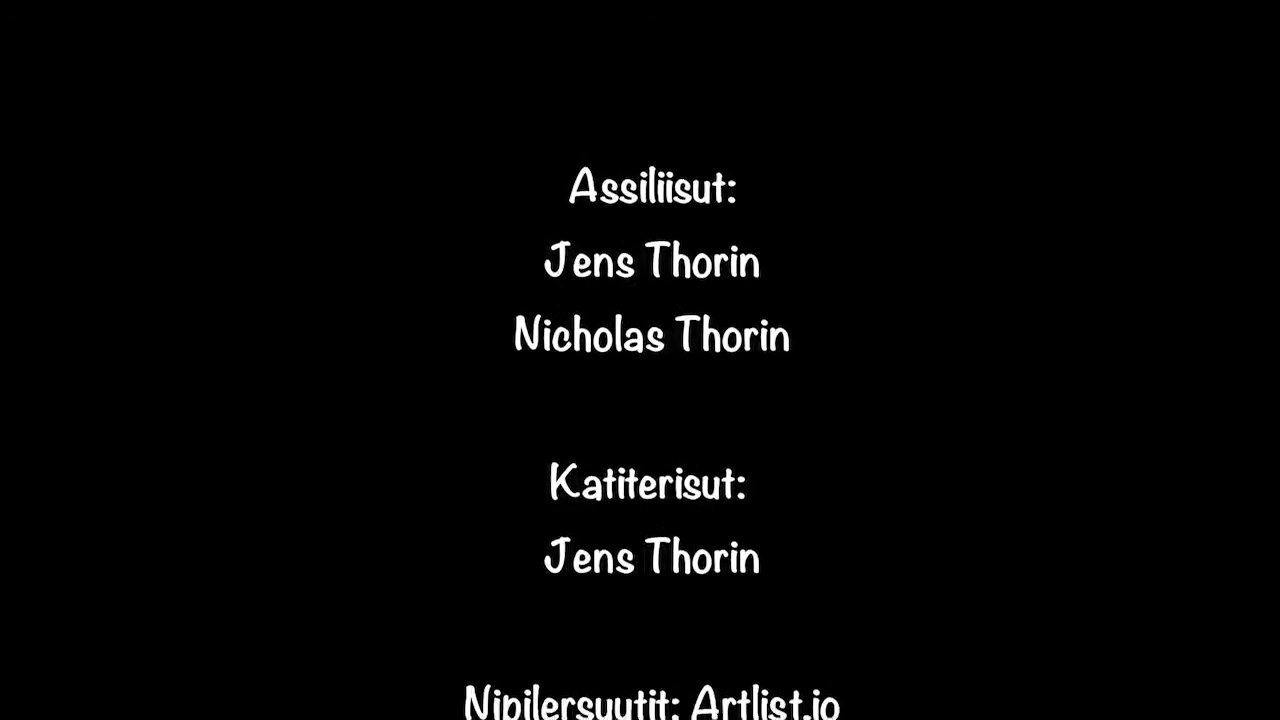 Assiliisut:
Jens Thorin
Nicholas Thorin
Katiterisut:
Jens Thorin
Nipilersuutit: Artlist.io